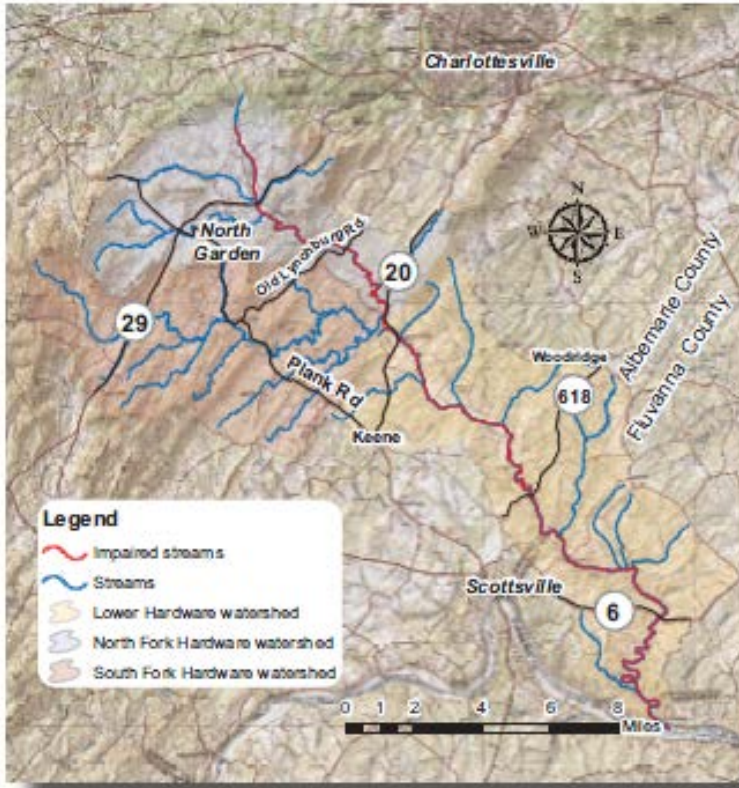 Charlottesville
North
Garden
Old Lynchburg Rd
20
N
W
E
S
29
Plank Rd
Keene
Woodridge
618
Albemarle County
Fluvanna County
Legend
Impaired streams
Streams
Lower Hardware watershed
North Fork Hardware watershed
South Fork Hardware watershed
Scottsville
6
0 1 2 4 6 8
Miles